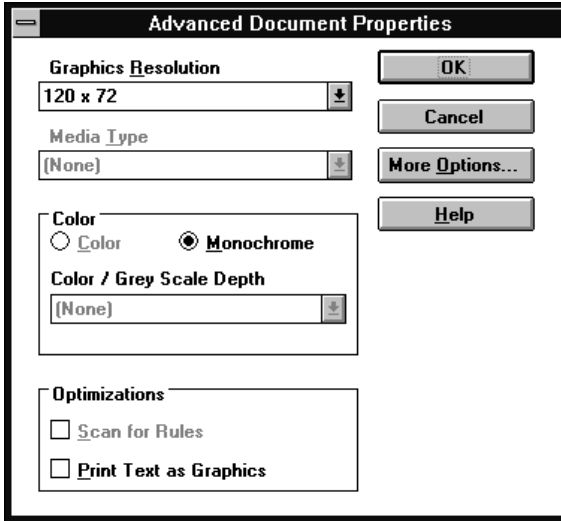 Advanced Document Properties
Graphics Resolution
120 x 72
Media Type
(None)
Color
Color
Monochrome
Color / Grey Scale Depth
(None)
Optimizations
Scan for Rules
Print Text as Graphics
OK
Cancel
More Options...
Help